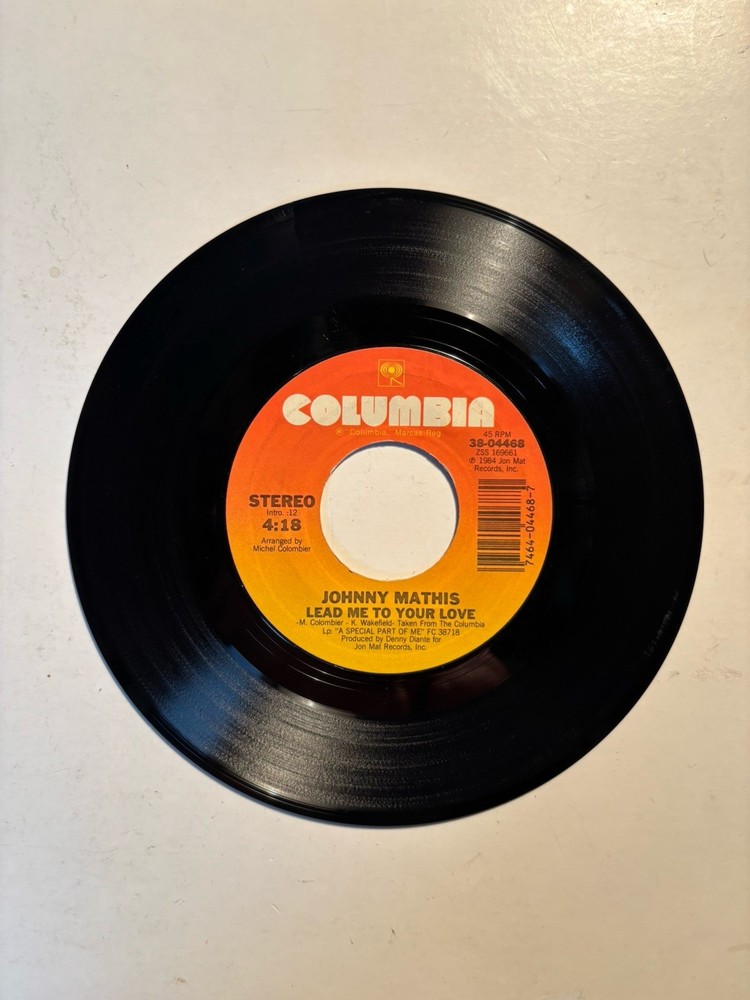 COLUMBIA
® "Columbia," Marcas Reg.
45 RPM
38-04468
ZSS 169661
℗ 1984 Jon Mat
Records, Inc.
STEREO
Intro. :12
4:18
Arranged by
Michel Colombier
7464-04468-7
JOHNNY MATHIS
LEAD ME TO YOUR LOVE
-M. Colombier - K. Wakefield- Taken From The Columbia
Lp: "A SPECIAL PART OF ME" FC 38718
Produced by Denny Diante for
Jon Mat Records, Inc.